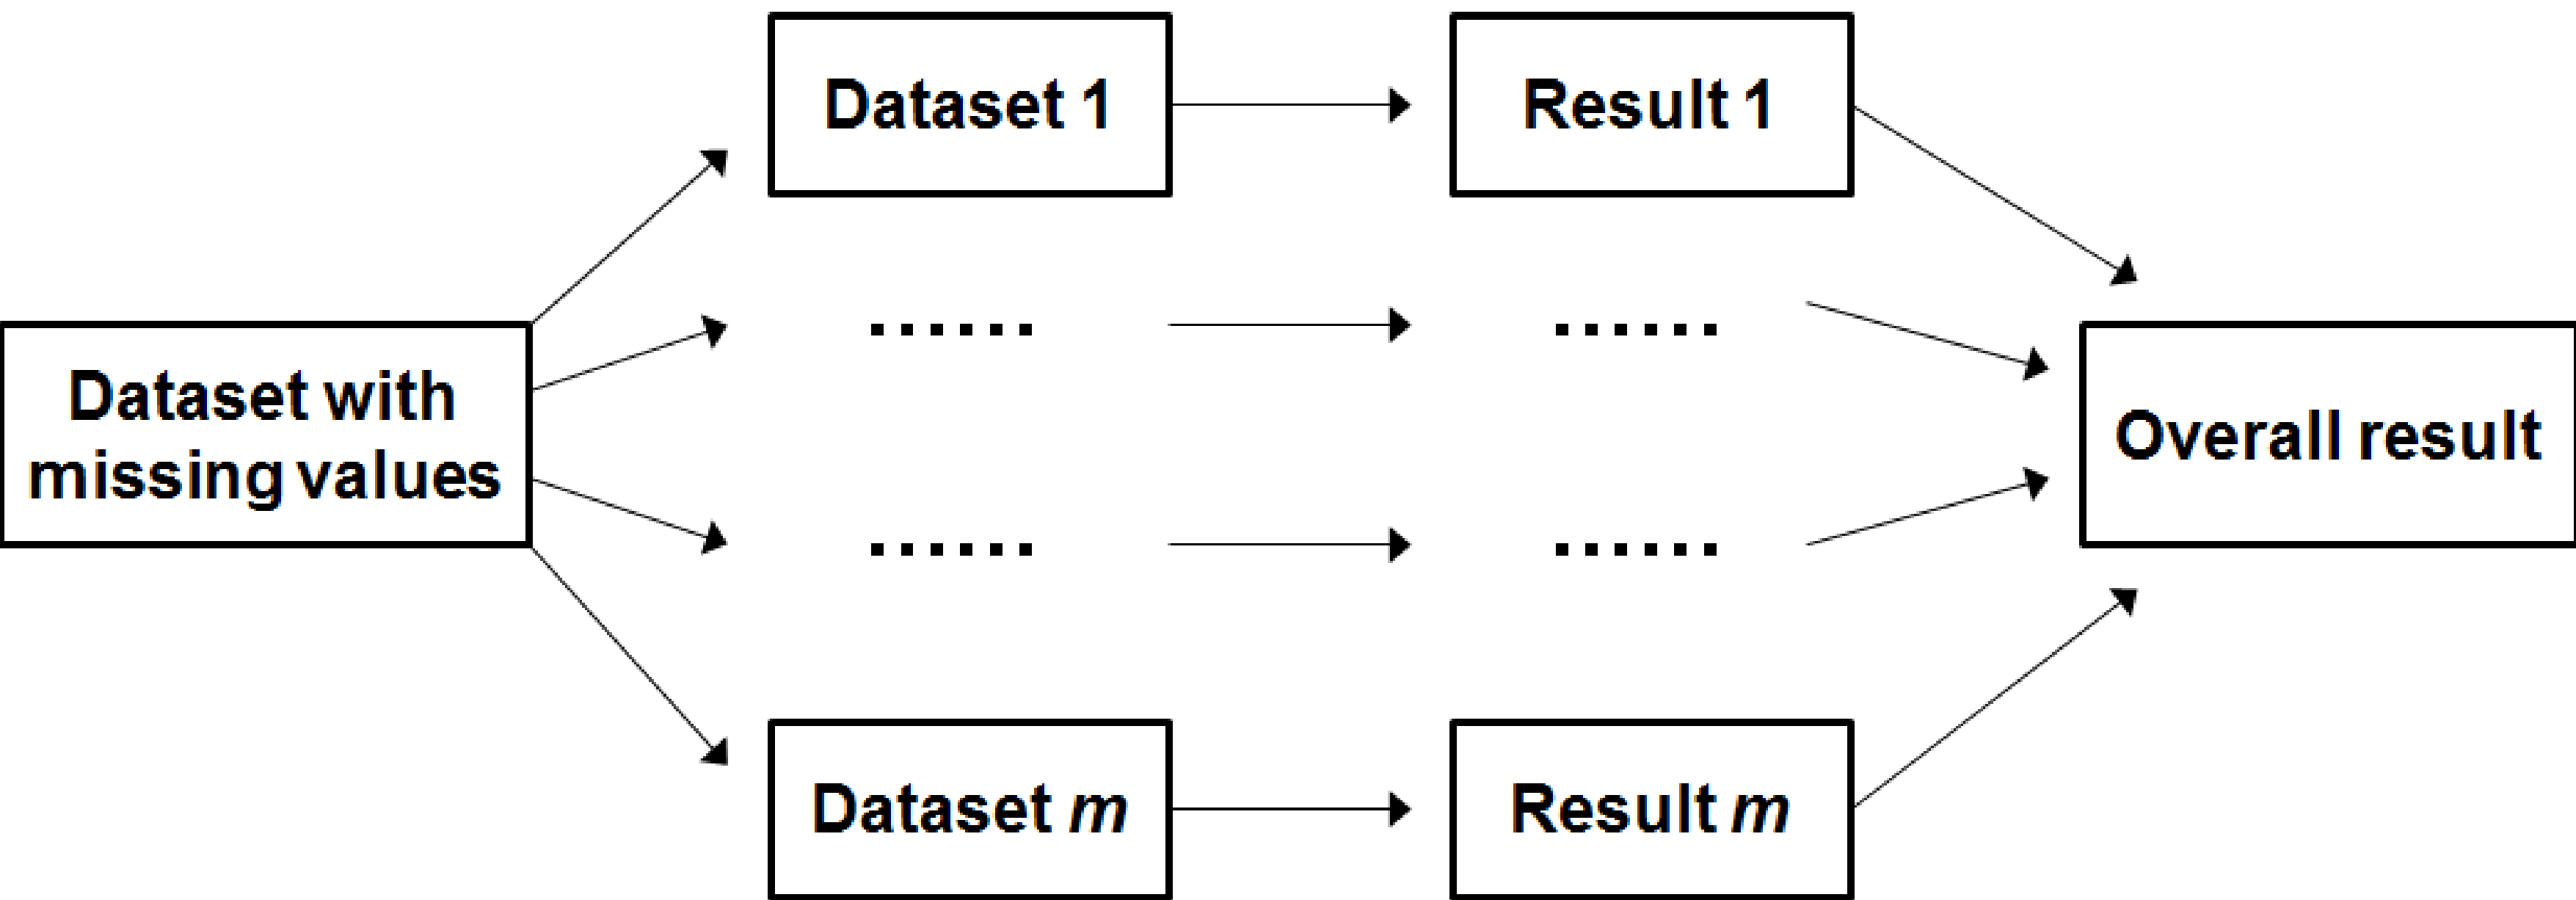 Dataset 1
Result 1
......
......
Dataset with
missing values
Overall result
......
......
Dataset m
Result m